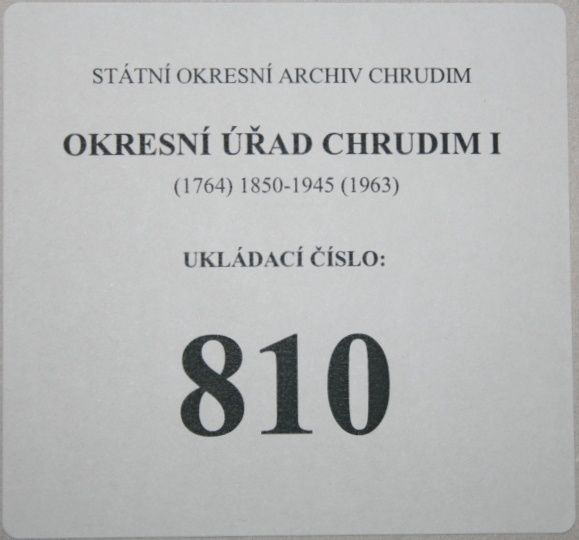 STÁTNÍ OKRESNÍ ARCHIV CHRUDIM
OKRESNÍ ÚŘAD CHRUDIM I
(1764) 1850-1945 (1963)
UKLÁDACÍ ČÍSLO:
810